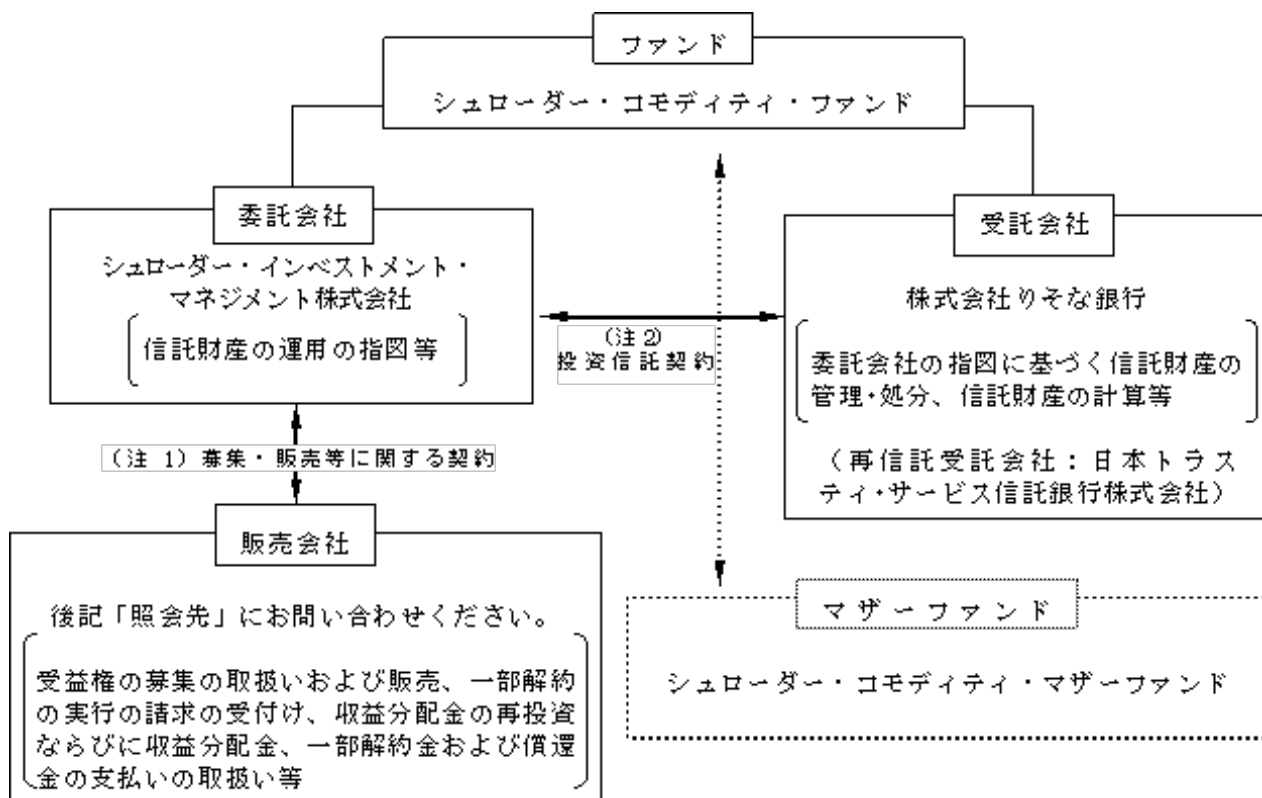 ファンド
シュローダー・コモディティ・ファンド
委託会社
シュローダー・インベストメント・
マネジメント株式会社
信託財産の運用の指図等
受託会社
株式会社りそな銀行
委託会社の指図に基づく信託財産の
管理・処分、信託財産の計算等
（再信託受託会社：日本トラス
ティ・サービス信託銀行株式会社）
（注２）
投資信託契約
（注 1）募集・販売等に関する契約
販売会社
後記「照会先」にお問い合わせください。
受益権の募集の取扱いおよび販売、一部解約
の実行の請求の受付け、収益分配金の再投資
ならびに収益分配金、一部解約金および償還
金の支払いの取扱い等
マザーファンド
シュローダー・コモディティ・マザーファンド